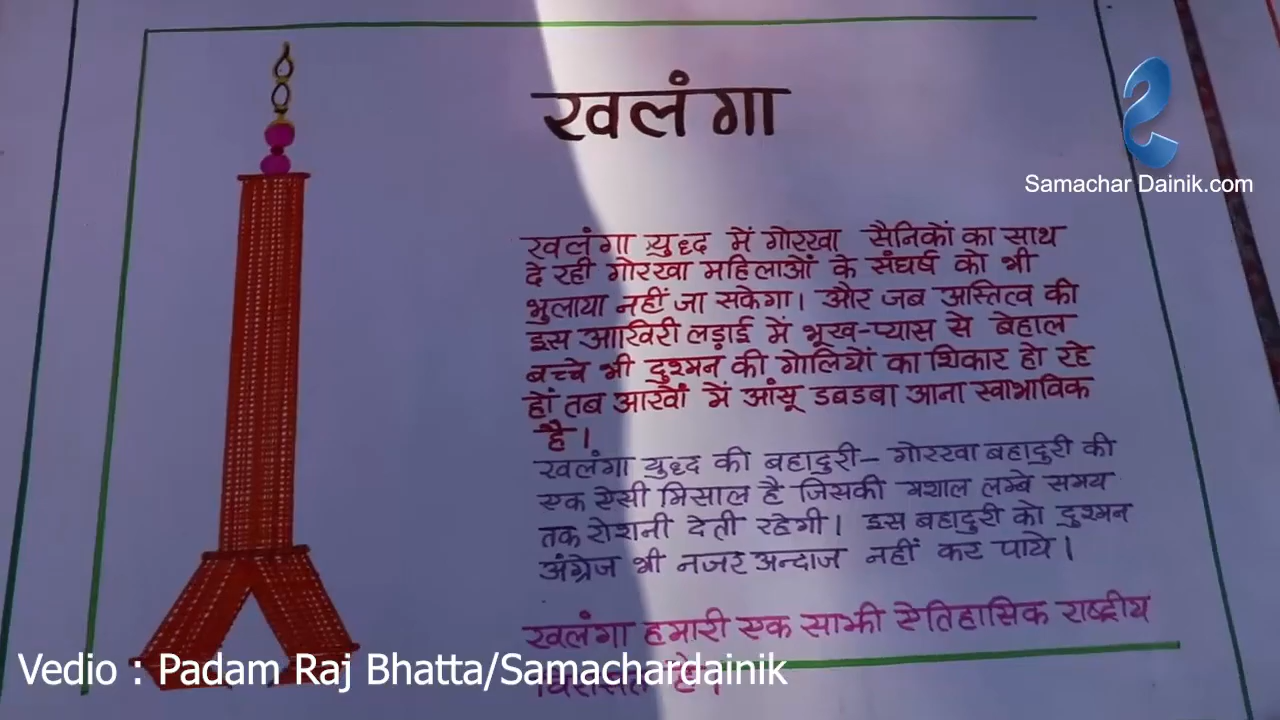 खलंगा
Samachar Dainik.com
खलंगा युध्द में गोरखा सैनिकों का साथ
दे रही गोरखा महिलाओं के संघर्ष को भी
भुलाया नहीं जा सकेगा। और जब अस्तित्व की
इस आखिरी लड़ाई में भूख-प्यास से बेहाल
बच्चे भी दुश्मन की गोलियों का शिकार हो रहे
हों तब आखों में आंसू डबडबा आना स्वाभाविक
है।
खलंगा युध्द की बहादुरी- गोरखा बहादुरी की
एक ऐसी मिसाल है जिसकी मशाल लम्बे समय
तक रोशनी देती रहेगी। इस बहादुरी को दुश्मन
अंग्रेज भी नजर अन्दाज नहीं कर पाये।
खलंगा हमारी एक साझी ऐतिहासिक राष्ट्रीय
विरासत है।
Vedio : Padam Raj Bhatta/Samachardainik